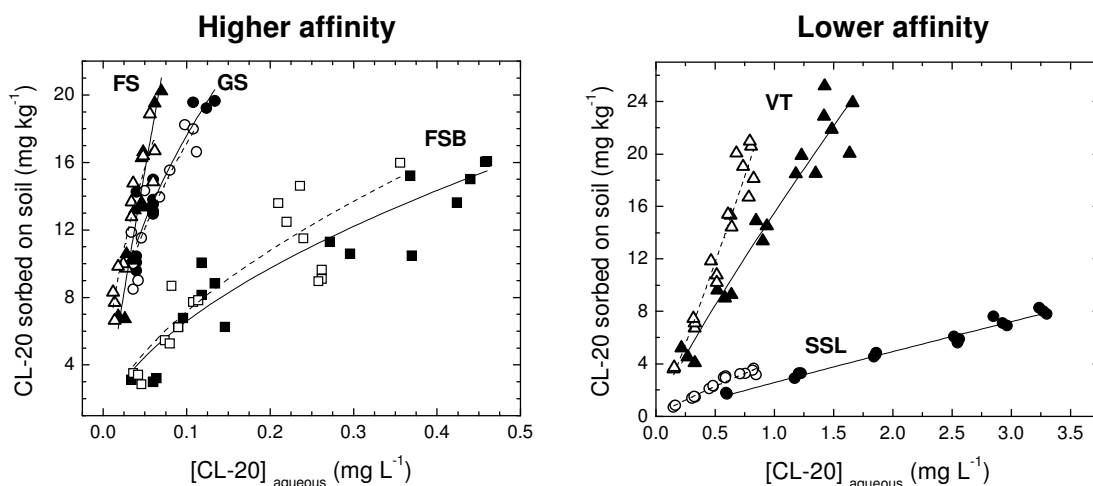 Higher affinity
FS
GS
FSB
20
16
12
8
4
0.0 0.1 0.2 0.3 0.4 0.5
CL-20 sorbed on soil (mg kg⁻¹)
[CL-20] aqueous (mg L⁻¹)
Lower affinity
VT
SSL
24
20
16
12
8
4
0
0.0 0.5 1.0 1.5 2.0 2.5 3.0 3.5
CL-20 sorbed on soil (mg kg⁻¹)
[CL-20] aqueous (mg L⁻¹)